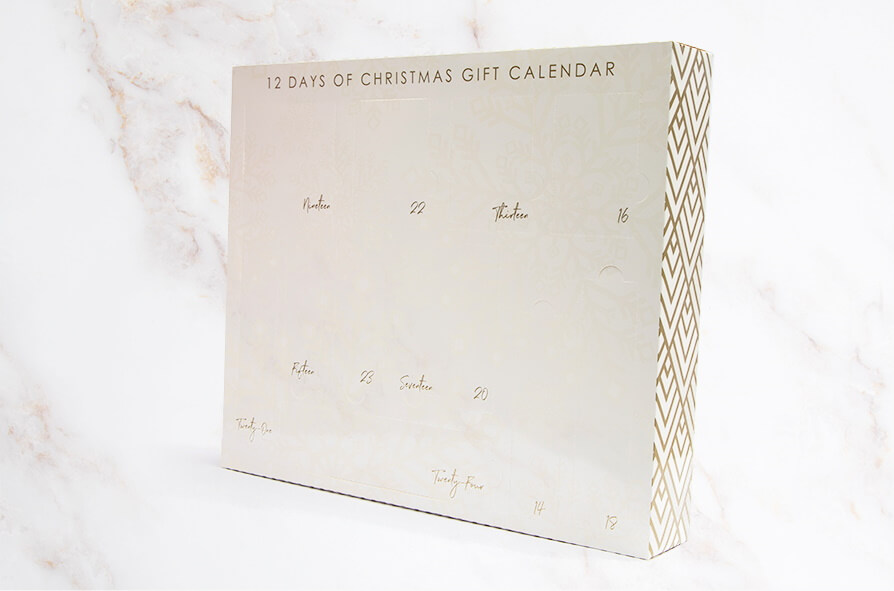 12 DAYS OF CHRISTMAS GIFT CALENDAR
Nineteen
22
Thirteen
16
Fifteen
23
Seventeen
20
Twenty-One
Twenty-Four
14
18